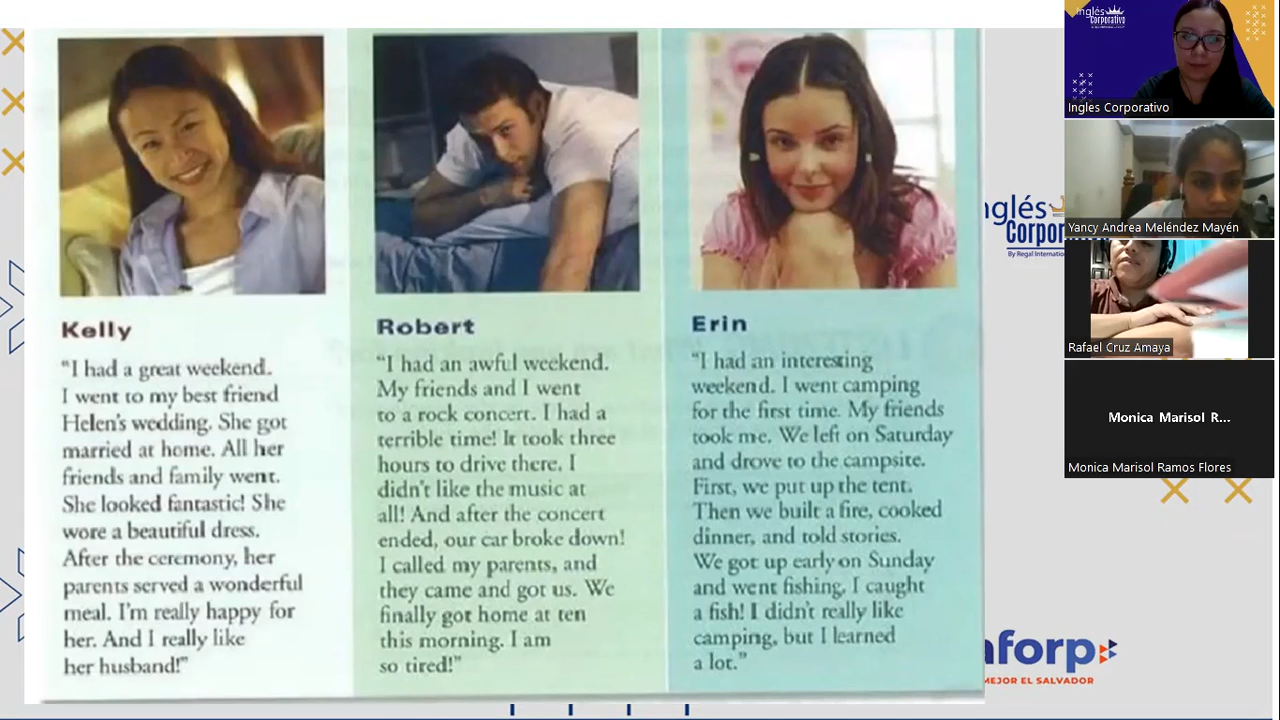 Kelly
"I had a great weekend.
I went to my best friend
Helen's wedding. She got
married at home. All her
friends and family went.
She looked fantastic! She
wore a beautiful dress.
After the ceremony, her
parents served a wonderful
meal. I'm really happy for
her. And I really like
her husband!"
Robert
"I had an awful weekend.
My friends and I went
to a rock concert. I had a
terrible time! It took three
hours to drive there. I
didn't like the music at
all! And after the concert
ended, our car broke down!
I called my parents, and
they came and got us. We
finally got home at ten
this morning. I am
so tired!"
Erin
"I had an interesting
weekend. I went camping
for the first time. My friends
took me. We left on Saturday
and drove to the campsite.
First, we put up the tent.
Then we built a fire, cooked
dinner, and told stories.
We got up early on Sunday
and went fishing. I caught
a fish! I didn't really like
camping, but I learned
a lot."
nglés
Corpor
By Regal Internatio
aforp
MEJOR EL SALVADOR
Inglés
Corporativo
Ingles Corporativo
Yancy Andrea Meléndez Mayén
Rafael Cruz Amaya
Monica Marisol R...
Monica Marisol Ramos Flores